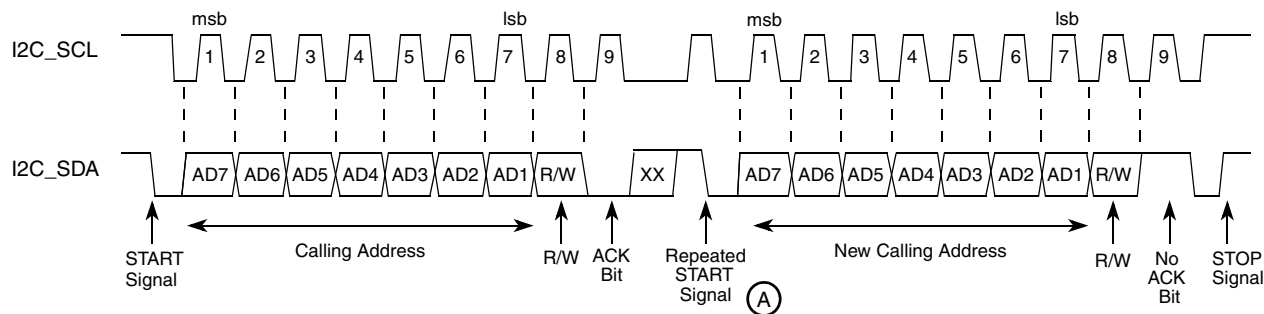 msb lsb msb lsb
I2C_SCL 1 2 3 4 5 6 7 8 9 1 2 3 4 5 6 7 8 9
I2C_SDA AD7 AD6 AD5 AD4 AD3 AD2 AD1 R/W XX AD7 AD6 AD5 AD4 AD3 AD2 AD1 R/W
START
Signal
Calling Address
R/W
ACK
Bit
Repeated
START
Signal
A
New Calling Address
R/W
No
ACK
Bit
STOP
Signal